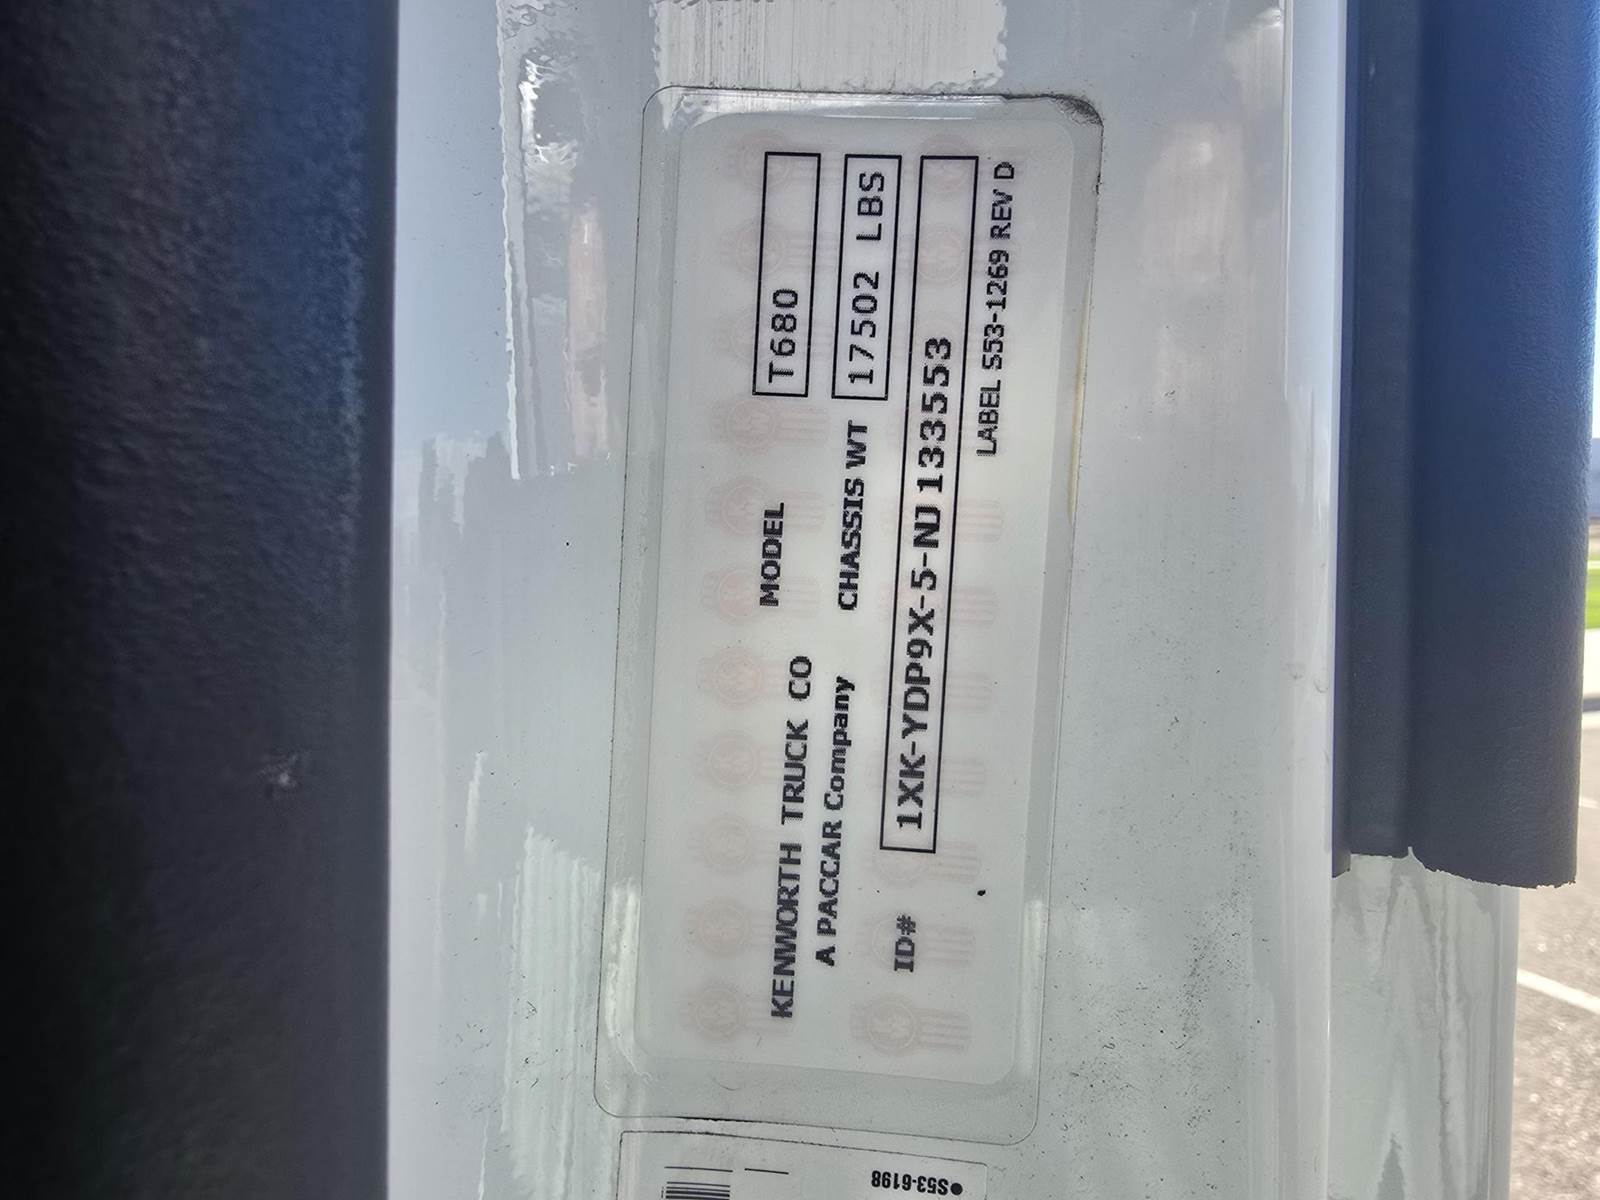 KENWORTH TRUCK CO MODEL T680
A PACCAR Company CHASSIS WT 17502 LBS
ID# 1XK-YDP9X-5-NJ133553
LABEL S53-1269 REV D
●S53-6198